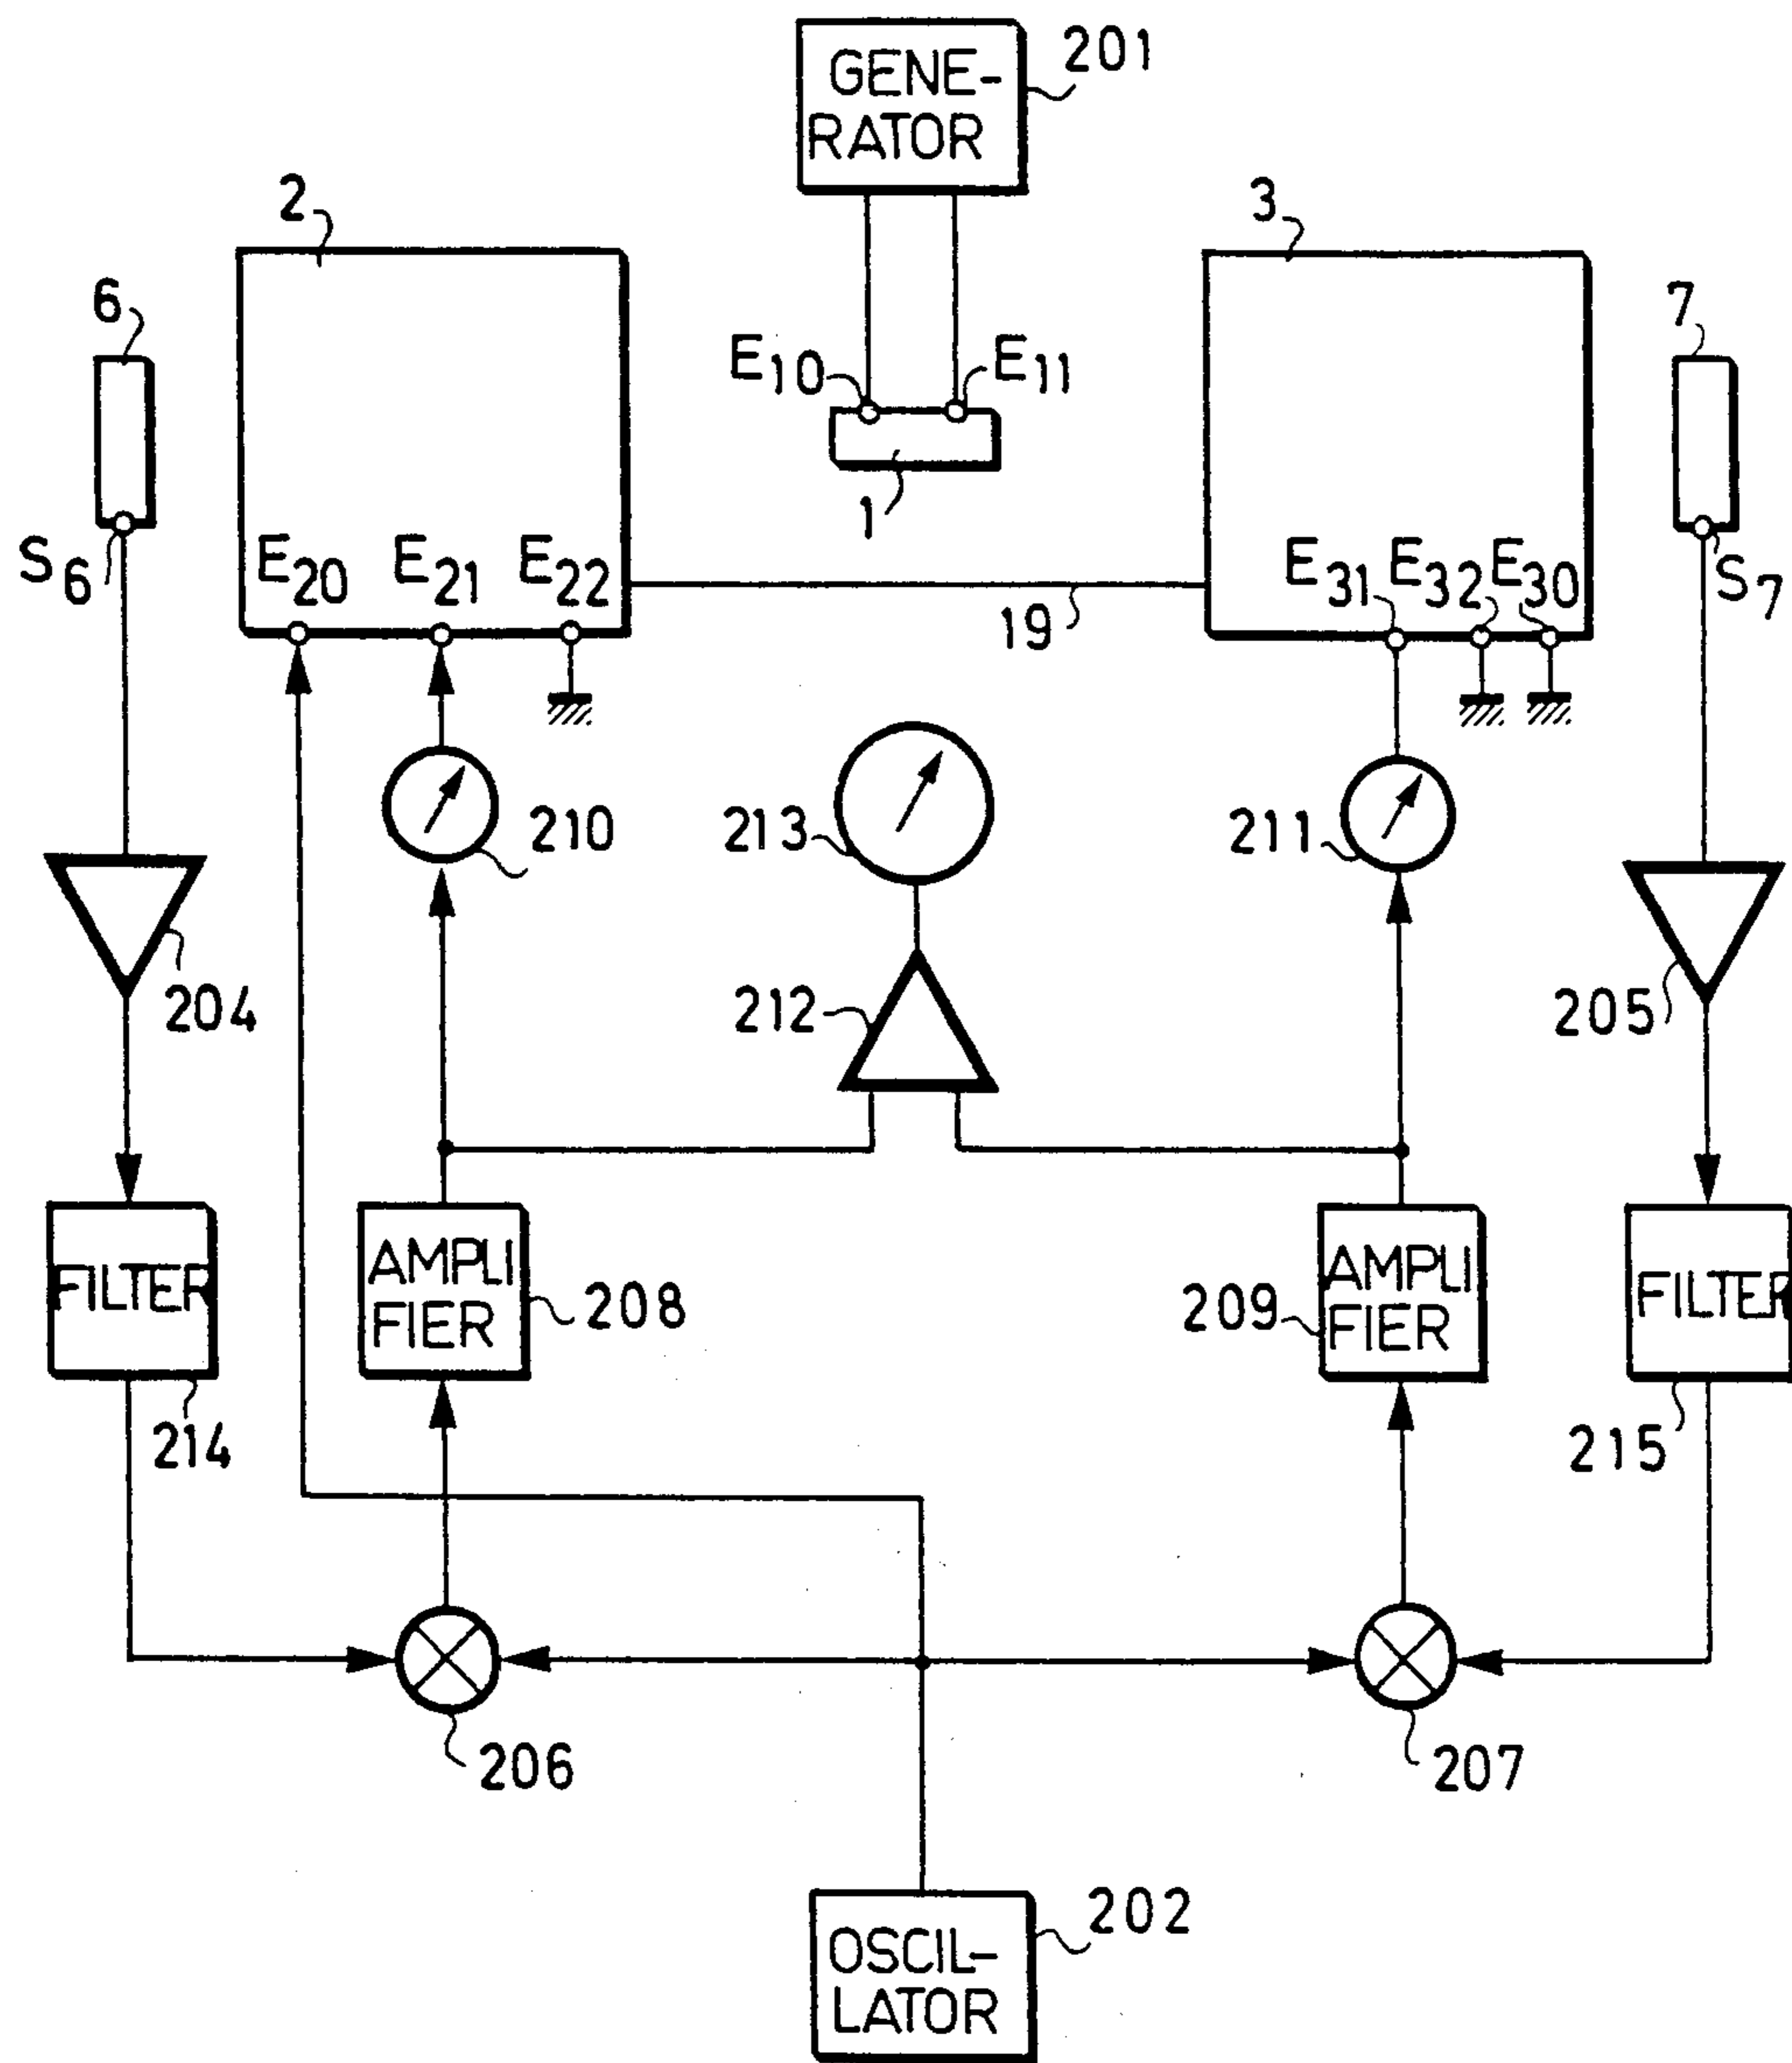 GENE-
RATOR
201
2
3
6
7
E10
E11
1
S6
E20
E21
E22
19
E31
E32
E30
S7
210
213
211
204
212
205
FILTER
AMPLI
FIER
208
209
AMPLI
FIER
FILTER
214
215
206
207
202
OSCIL-
LATOR